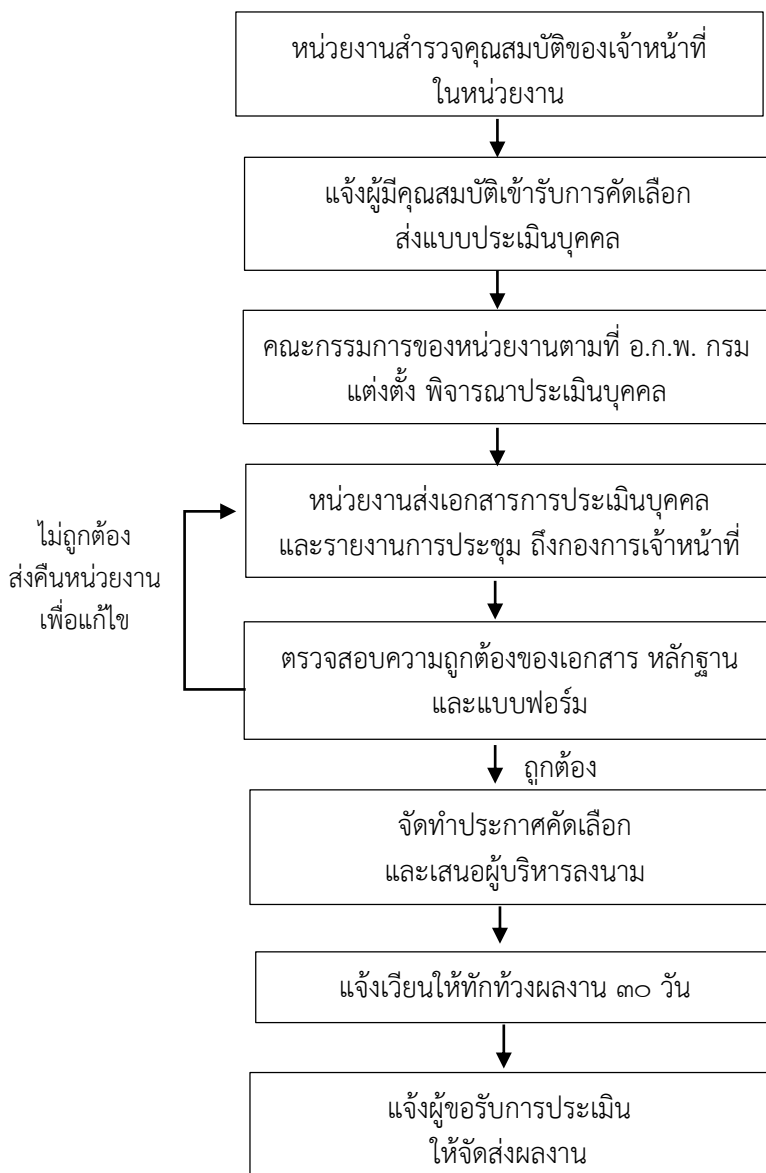 หน่วยงานสำรวจคุณสมบัติของเจ้าหน้าที่
ในหน่วยงาน
แจ้งผู้มีคุณสมบัติเข้ารับการคัดเลือก
ส่งแบบประเมินบุคคล
คณะกรรมการของหน่วยงานตามที่ อ.ก.พ. กรม
แต่งตั้ง พิจารณาประเมินบุคคล
หน่วยงานส่งเอกสารการประเมินบุคคล
และรายงานการประชุม ถึงกองการเจ้าหน้าที่
ไม่ถูกต้อง
ส่งคืนหน่วยงาน
เพื่อแก้ไข
ตรวจสอบความถูกต้องของเอกสาร หลักฐาน
และแบบฟอร์ม
ถูกต้อง
จัดทำประกาศคัดเลือก
และเสนอผู้บริหารลงนาม
แจ้งเวียนให้ทักท้วงผลงาน ๓๐ วัน
แจ้งผู้ขอรับการประเมิน
ให้จัดส่งผลงาน